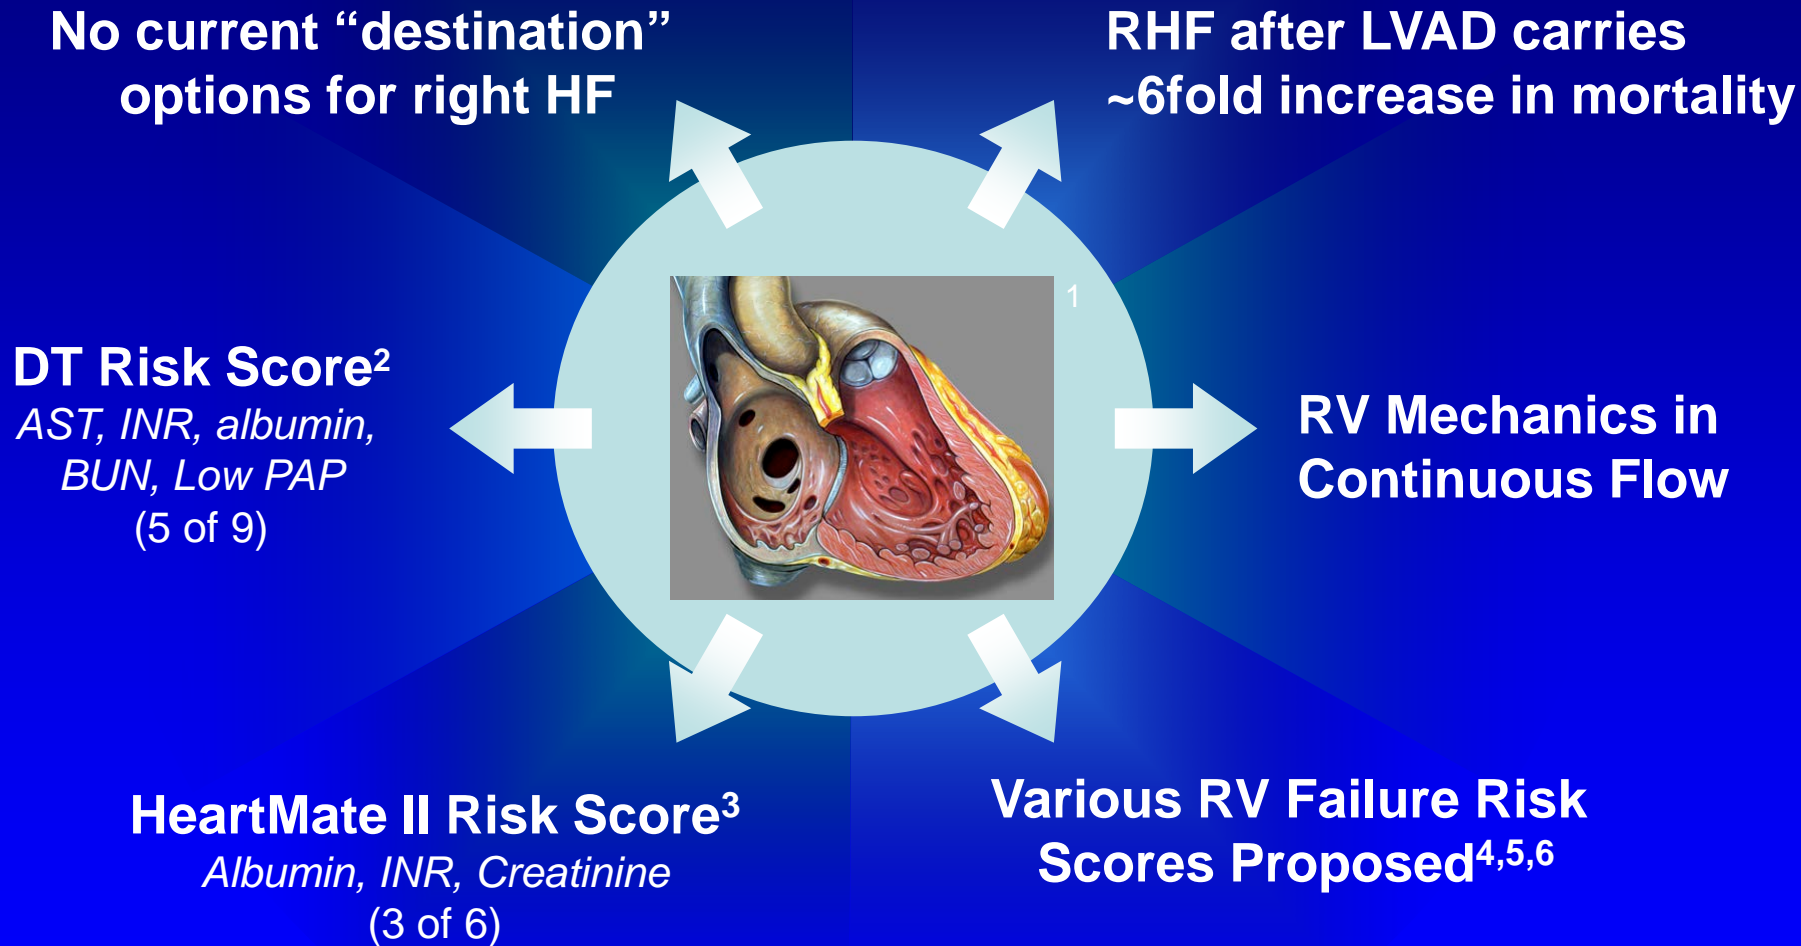 No current “destination”
options for right HF
RHF after LVAD carries
~6fold increase in mortality
1
DT Risk Score²
AST, INR, albumin,
BUN, Low PAP
(5 of 9)
RV Mechanics in
Continuous Flow
HeartMate II Risk Score³
Albumin, INR, Creatinine
(3 of 6)
Various RV Failure Risk
Scores Proposed⁴,⁵,⁶